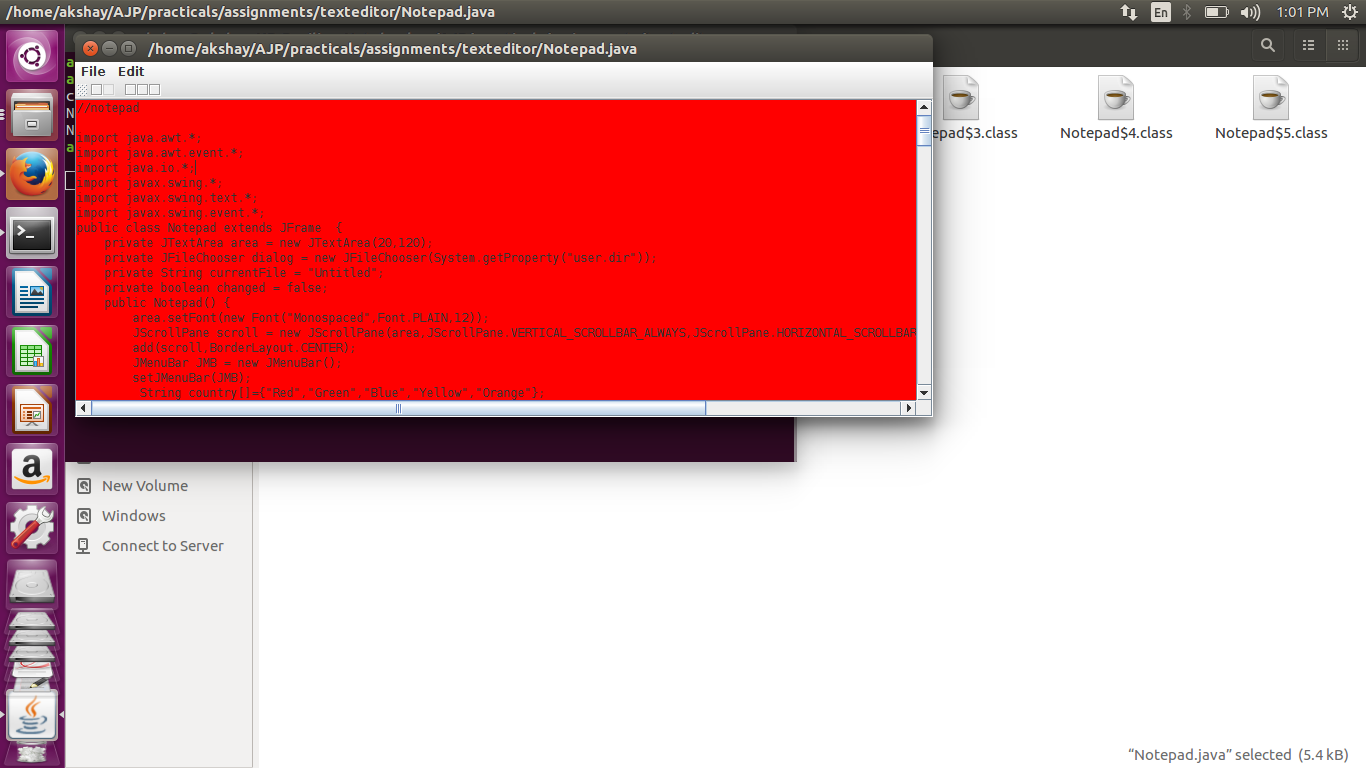 /home/akshay/AJP/practicals/assignments/texteditor/Notepad.java
En
1:01 PM
/home/akshay/AJP/practicals/assignments/texteditor/Notepad.java
File Edit
//notepad
import java.awt.*;
import java.awt.event.*;
import java.io.*;
import javax.swing.*;
import javax.swing.text.*;
import javax.swing.event.*;
public class Notepad extends JFrame {
private JTextArea area = new JTextArea(20,120);
private JFileChooser dialog = new JFileChooser(System.getProperty("user.dir"));
private String currentFile = "Untitled";
private boolean changed = false;
public Notepad() {
area.setFont(new Font("Monospaced",Font.PLAIN,12));
JScrollPane scroll = new JScrollPane(area,JScrollPane.VERTICAL_SCROLLBAR_ALWAYS,JScrollPane.HORIZONTAL_SCROLLBAR
add(scroll,BorderLayout.CENTER);
JMenuBar JMB = new JMenuBar();
setJMenuBar(JMB);
String country[]={"Red","Green","Blue","Yellow","Orange"};
epad$3.class
Notepad$4.class
Notepad$5.class
New Volume
Windows
Connect to Server
“Notepad.java” selected (5.4 kB)